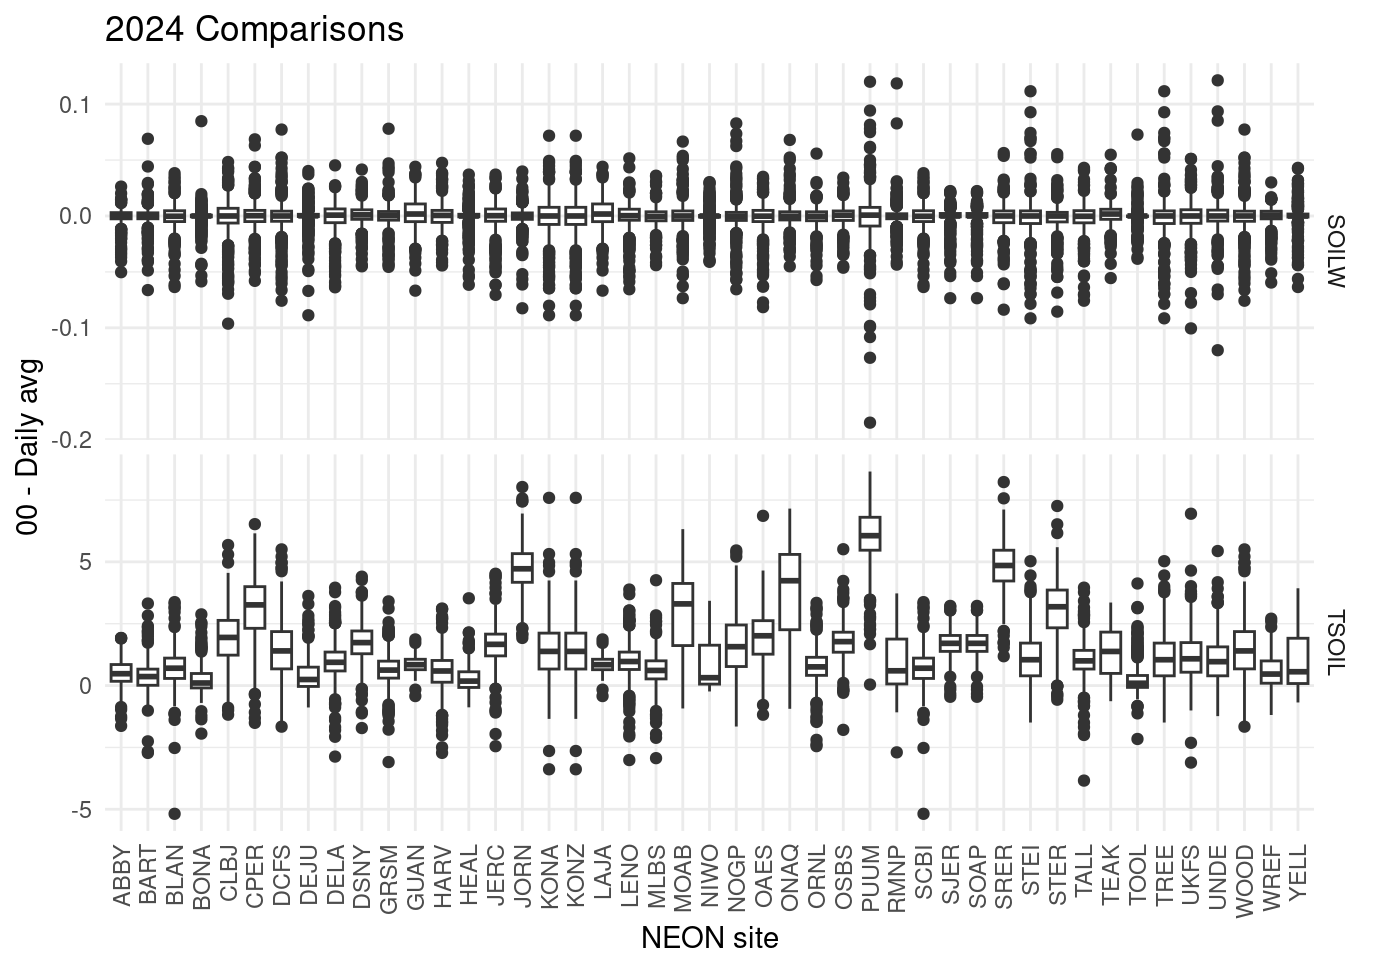 2024 Comparisons
00 - Daily avg
0.1
0.0
-0.1
-0.2
SOILW
5
0
-5
TSOIL
ABBY
BART
BLAN
BONA
CLBJ
CPER
DCFS
DEJU
DELA
DSNY
GRSM
GUAN
HARV
HEAL
JERC
JORN
KONA
KONZ
LAJA
LENO
MLBS
MOAB
NIWO
NOGP
OAES
ONAQ
ORNL
OSBS
PUUM
RMNP
SCBI
SJER
SOAP
SRER
STEI
STER
TALL
TEAK
TOOL
TREE
UKFS
UNDE
WOOD
WREF
YELL
NEON site